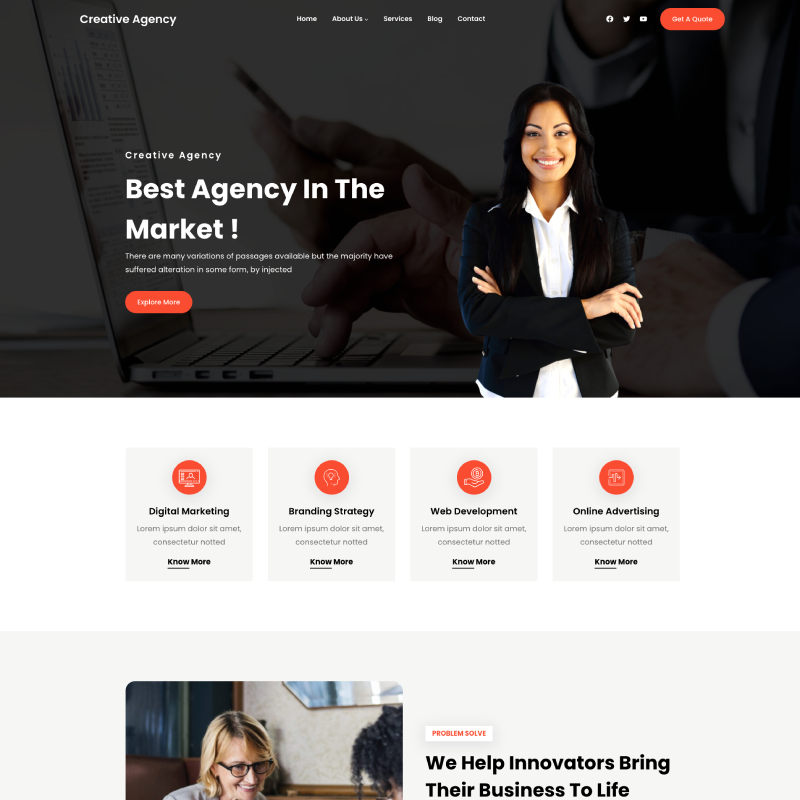 Creative Agency
Home About Us Services Blog Contact
Get A Quote
Creative Agency
Best Agency In The
Market !
There are many variations of passages available but the majority have
suffered alteration in some form, by injected
Explore More
Digital Marketing
Lorem ipsum dolor sit amet,
consectetur notted
Know More
Branding Strategy
Lorem ipsum dolor sit amet,
consectetur notted
Know More
Web Development
Lorem ipsum dolor sit amet,
consectetur notted
Know More
Online Advertising
Lorem ipsum dolor sit amet,
consectetur notted
Know More
PROBLEM SOLVE
We Help Innovators Bring
Their Business To Life